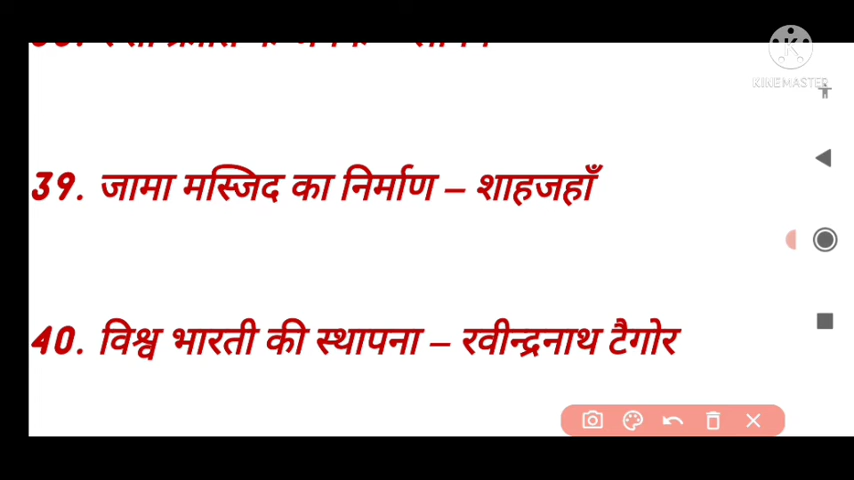 KINEMASTER
39. जामा मस्जिद का निर्माण – शाहजहाँ
40. विश्व भारती की स्थापना – रवीन्द्रनाथ टैगोर